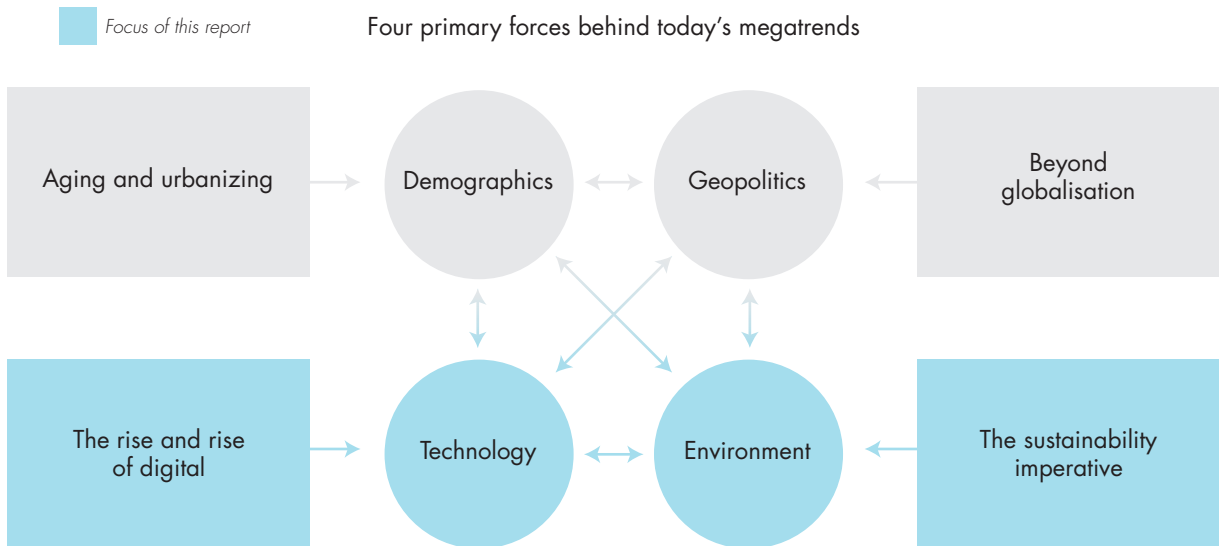 Focus of this report
Four primary forces behind today's megatrends
Aging and urbanizing
Demographics
Geopolitics
Beyond
globalisation
The rise and rise
of digital
Technology
Environment
The sustainability
imperative